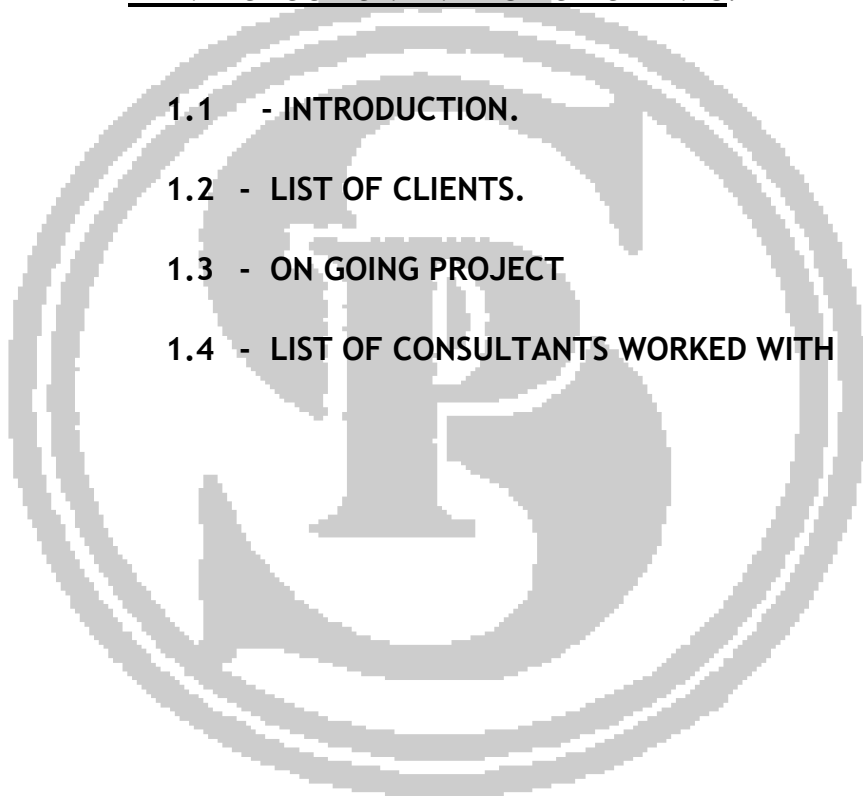 1.1 - INTRODUCTION.
1.2 - LIST OF CLIENTS.
1.3 - ON GOING PROJECT
1.4 - LIST OF CONSULTANTS WORKED WITH
SP